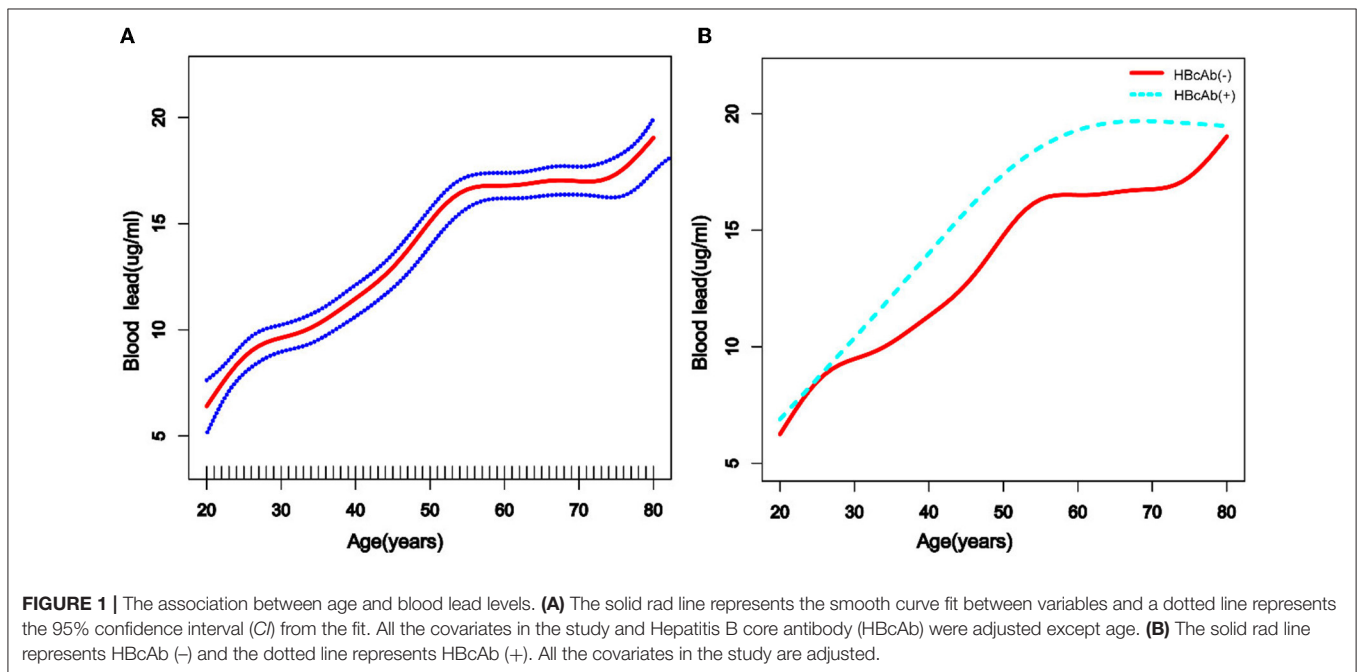 A
Blood lead(ug/ml)
20
15
10
5
20 30 40 50 60 70 80
Age(years)
B
HBcAb(-)
HBcAb(+)
Blood lead(ug/ml)
20
15
10
5
20 30 40 50 60 70 80
Age(years)
FIGURE 1 | The association between age and blood lead levels. (A) The solid rad line represents the smooth curve fit between variables and a dotted line represents
the 95% confidence interval (CI) from the fit. All the covariates in the study and Hepatitis B core antibody (HBcAb) were adjusted except age. (B) The solid rad line
represents HBcAb (–) and the dotted line represents HBcAb (+). All the covariates in the study are adjusted.